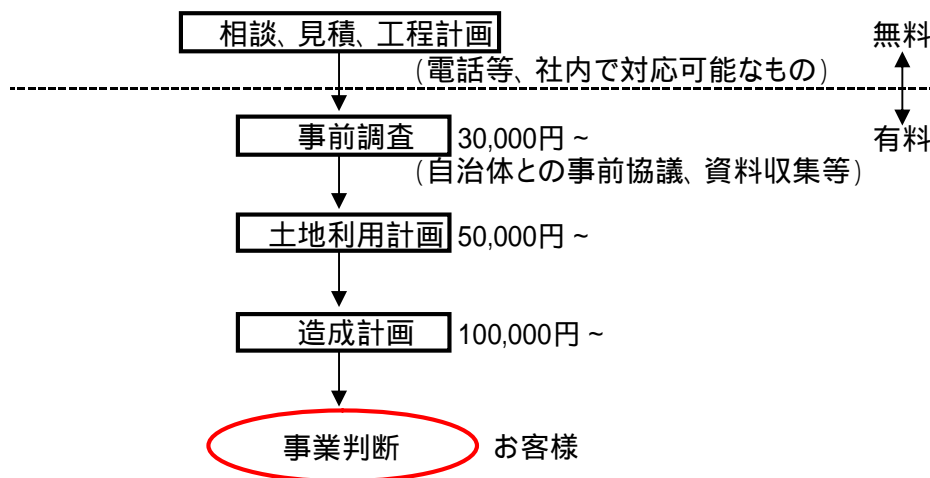 相談、見積、工程計画
無料
(電話等、社内で対応可能なもの)
事前調査 30,000円 ~
有料
(自治体との事前協議、資料収集等)
土地利用計画 50,000円 ~
造成計画 100,000円 ~
事業判断 お客様